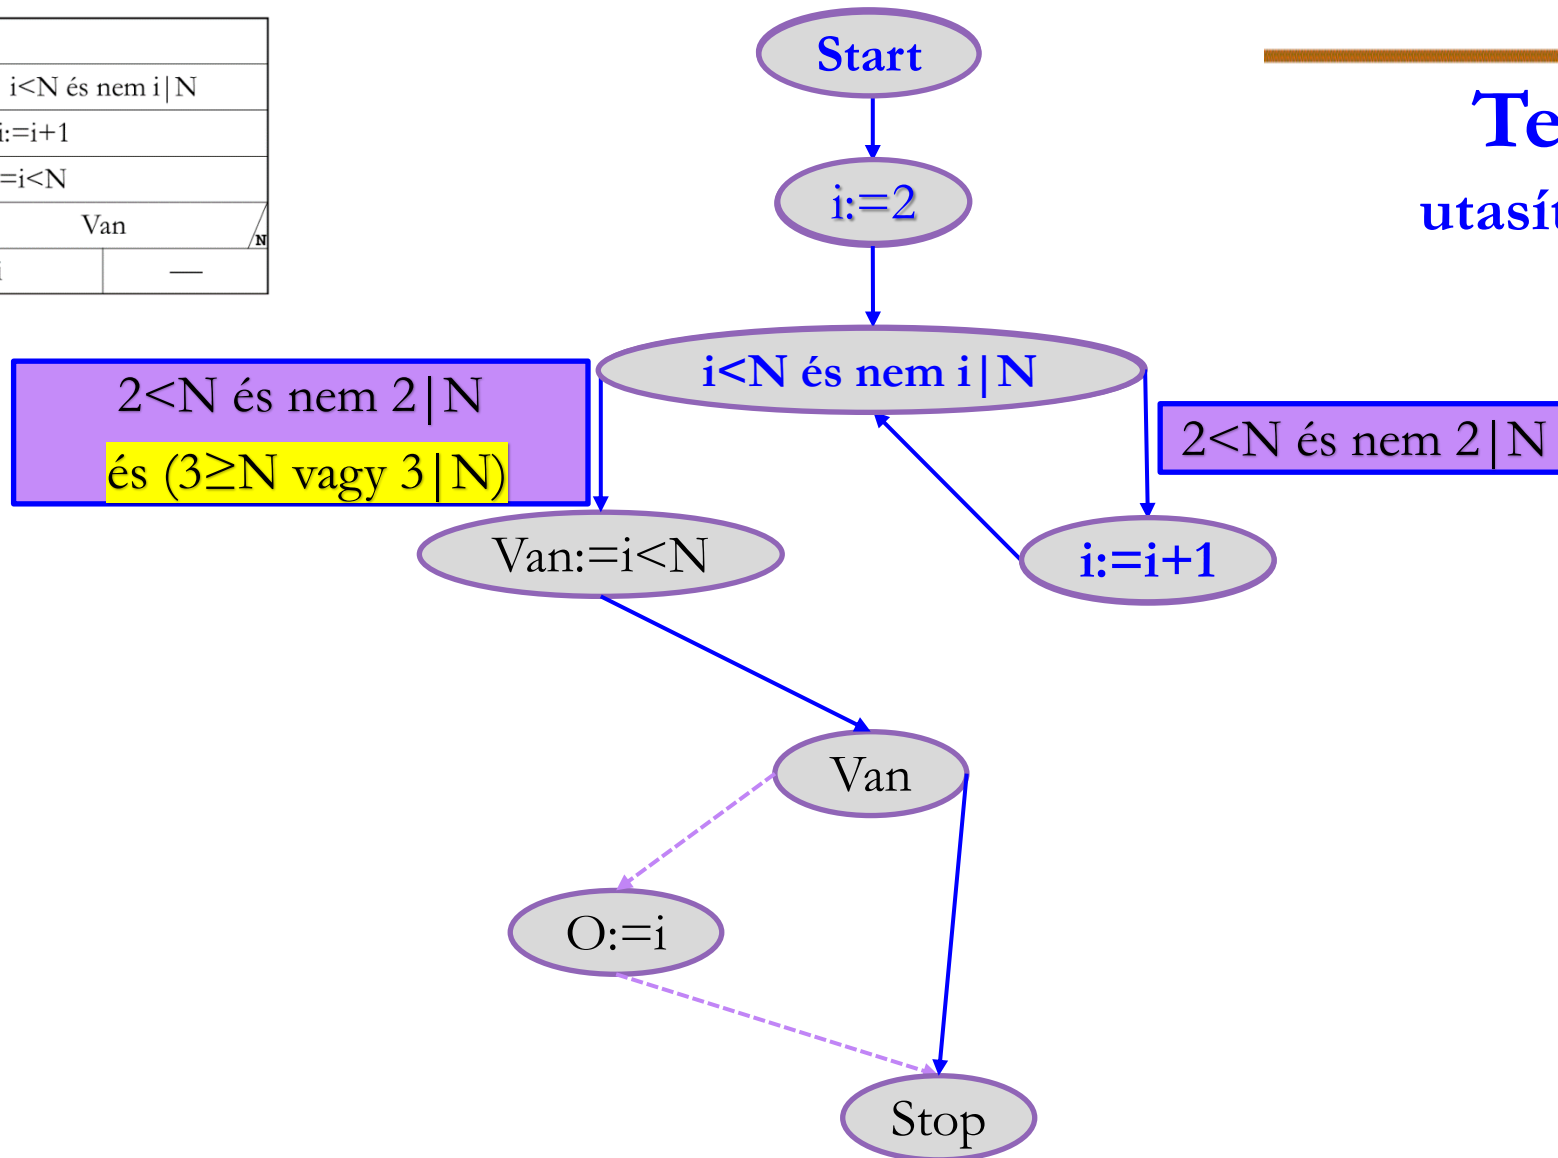 i<N és nem i|N
i:=i+1
=i<N
Van
N
i
—
Start
i:=2
i<N és nem i|N
2<N és nem 2|N
és (3≥N vagy 3|N)
2<N és nem 2|N
Van:=i<N
i:=i+1
Van
O:=i
Stop
Te
utasít